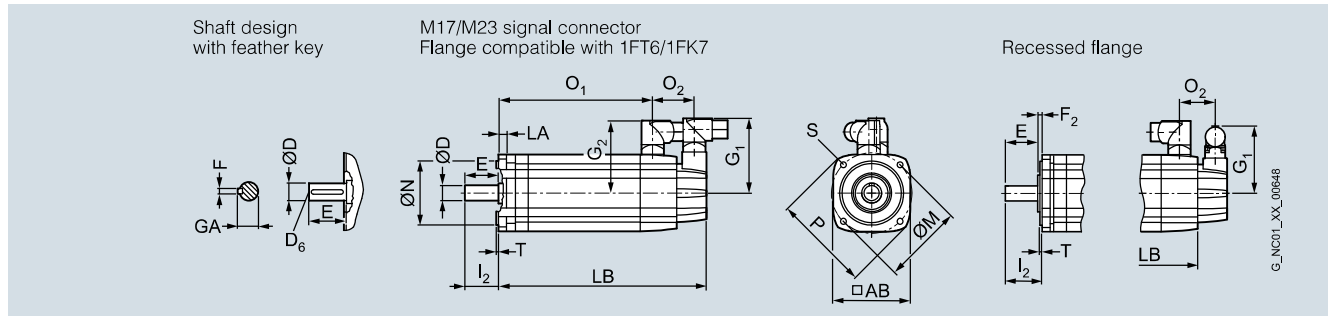 Shaft design
with feather key
M17/M23 signal connector
Flange compatible with 1FT6/1FK7
Recessed flange
F
GA
ØD
E
D6
O1
O2
LA
G2
G1
ØD
E
ØN
T
I2
LB
S
P
ØM
□AB
F2
E
I2
T
O2
G1
LB
G_NC01_XX_00648